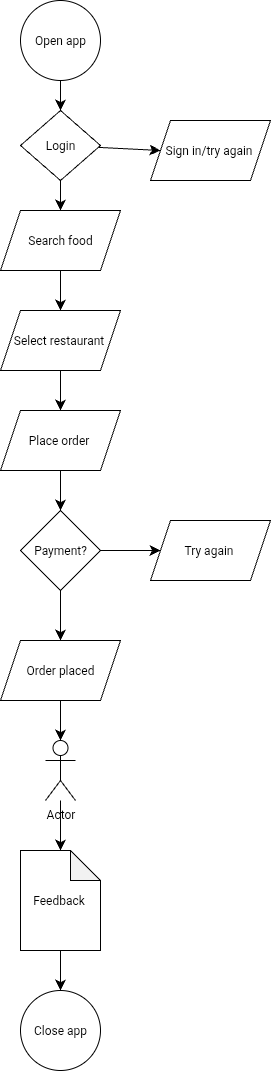 Open app
Login
Sign in/try again
Search food
Select restaurant
Place order
Payment?
Try again
Order placed
Actor
Feedback
Close app